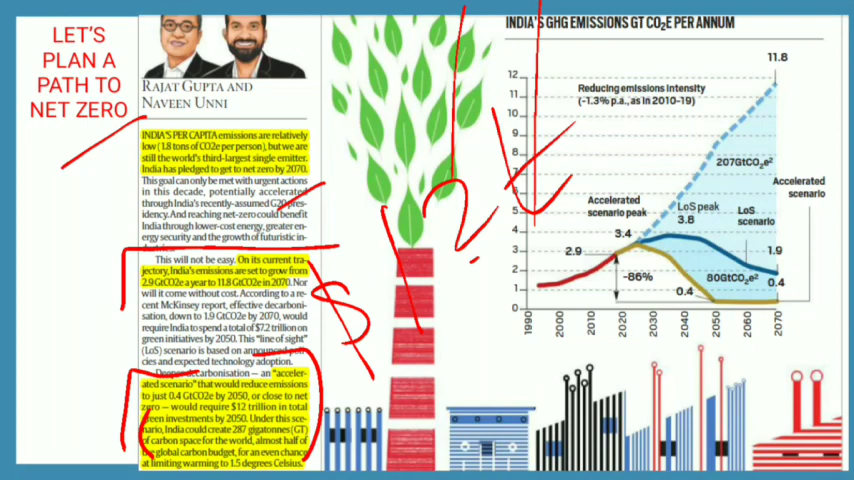 LET'S
PLAN A
PATH TO
NET ZERO
RAJAT GUPTA AND
NAVEEN UNNI
INDIA'S PER CAPITA emissions are relatively
low (1.8 tons of CO2e per person), but we are
still the world's third-largest single emitter.
India has pledged to get to net zero by 2070.
This goal can only be met with urgent actions
in this decade, potentially accelerated
through India's recently-assumed G20 presi-
dency. And reaching net-zero could benefit
India through lower-cost energy, greater en-
ergy security and the growth of futuristic in-
This will not be easy. On its current tra-
jectory, India's emissions are set to grow from
2.9 GtCO2e a year to 11.8 GtCO2e in 2070. Nor
will it come without cost. According to a re-
cent McKinsey report, effective decarboni-
sation, down to 1.9 GtCO2e by 2070, would
require India to spend a total of $7.2 trillion on
green initiatives by 2050. This "line of sight"
(LoS) scenario is based on announced poli-
cies and expected technology adoption.
Deeper decarbonisation — an "acceler-
ated scenario" that would reduce emissions
to just 0.4 GtCO2e by 2050, or close to net
zero — would require $12 trillion in total
green investments by 2050. Under this sce-
nario, India could create 287 gigatonnes (GT)
of carbon space for the world, almost half of
the global carbon budget, for an even chance
at limiting warming to 1.5 degrees Celsius.
INDIA'S GHG EMISSIONS GT CO₂E PER ANNUM
11.8
12
11
10
9
8
7
6
5
4
3
2
1
0
Reducing emissions intensity
(-1.3% p.a., as in 2010-19)
207GtCO₂e²
Accelerated
scenario
Accelerated
scenario peak
3.4
LoS peak
3.8
LoS
scenario
2.9
1.9
-86%
80GtCO₂e²
0.4
0.4
1990
2000
2010
2020
2030
2040
2050
2060
2070